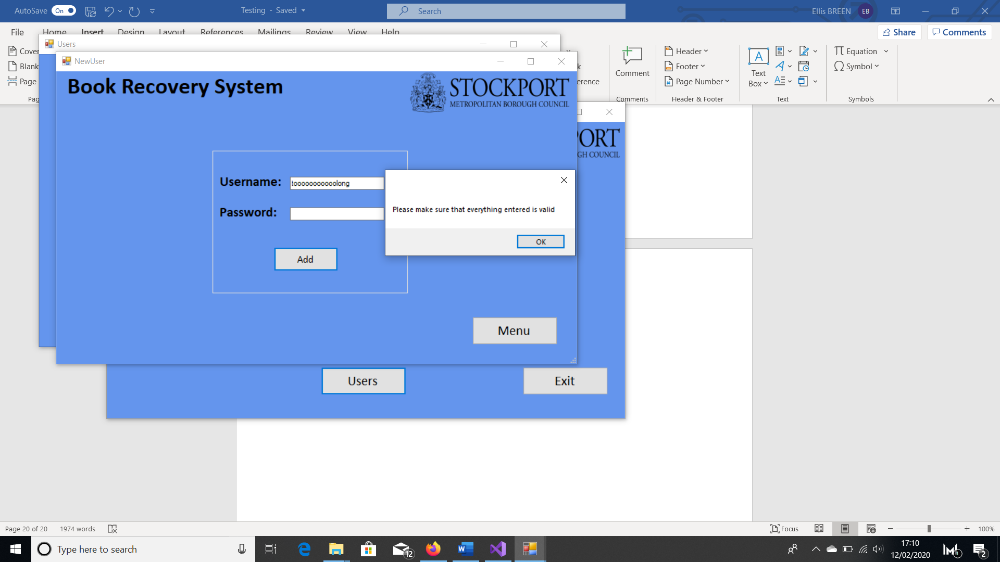 AutoSave On Testing - Saved Search Ellis BREEN EB
File Home Insert Design Layout References Mailings Review View Help Share Comments
Users
Cover
NewUser
Blank
Page
Book Recovery System
STOCKPORT
METROPOLITAN BOROUGH COUNCIL
Comment
Comments
Header
Footer
Page Number
Header & Footer
A
Text
Box
Text
Equation
Symbol
Symbols
PORT
GH COUNCIL
Username: tooooooooooolong
Password:
Add
Please make sure that everything entered is valid
OK
Menu
Users
Exit
Page 20 of 20 1974 words Focus 100%
Type here to search 12 17:10
12/02/2020 2